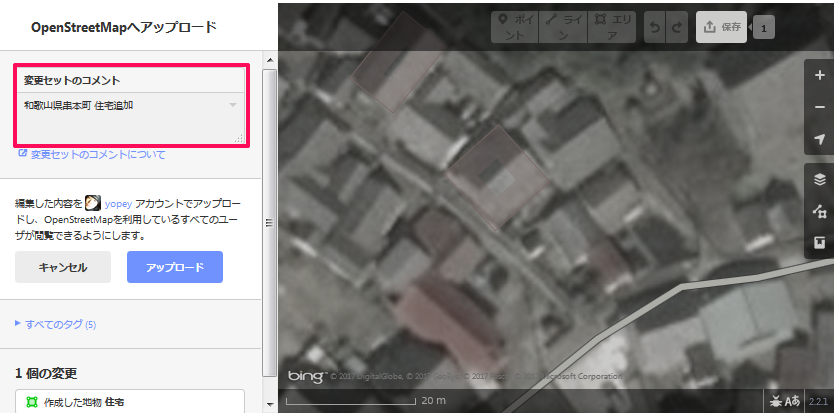 OpenStreetMapへアップロード
変更セットのコメント
和歌山県串本町 住宅追加
変更セットのコメントについて
編集した内容を yopey アカウントでアップロー
ドし、OpenStreetMapを利用しているすべてのユー
ザが閲覧できるようにします。
キャンセル
アップロード
すべてのタグ (5)
1 個の変更
作成した地物 住宅
ポイ
ント
ライ
ン
エリ
ア
保存
1
bing
© 2017 DigitalGlobe, © 2017
Microsoft Corporation
20 m
2.2.1